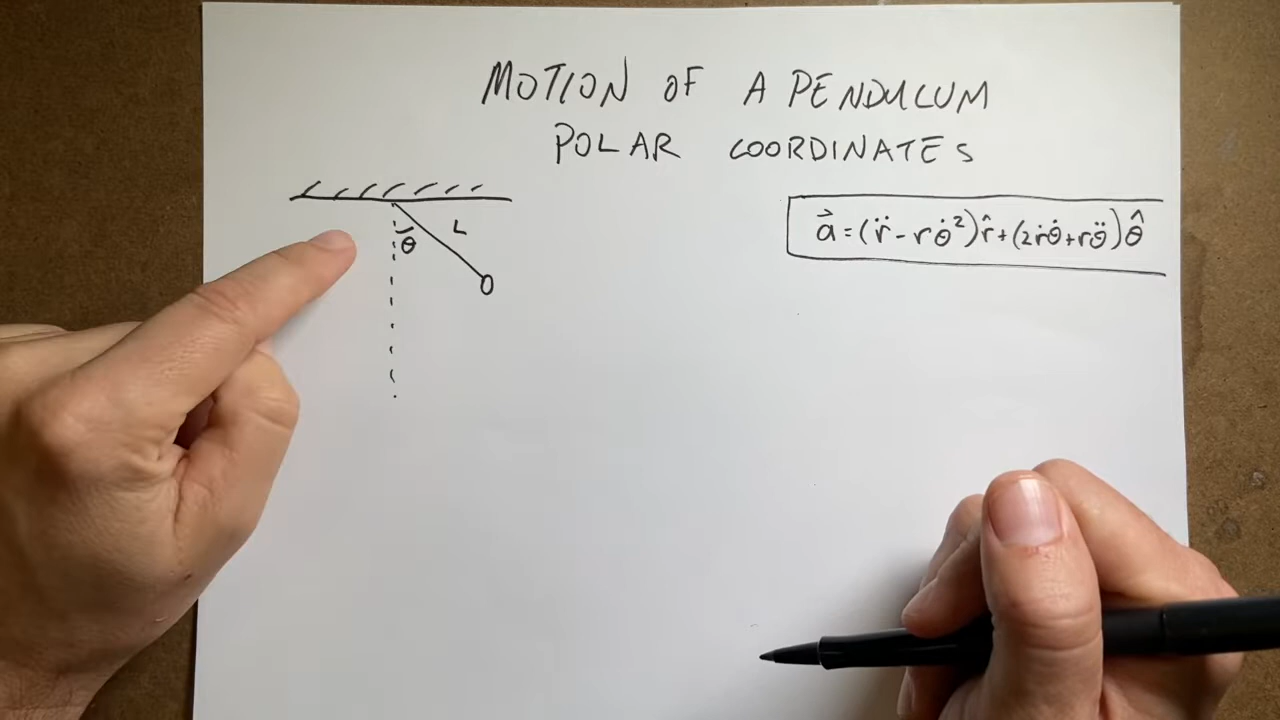 MOTION OF A PENDULUM
POLAR COORDINATES
θ L
a⃗ = (r̈ - rθ̇²)r̂ + (2ṙθ̇ + rθ̈)θ̂